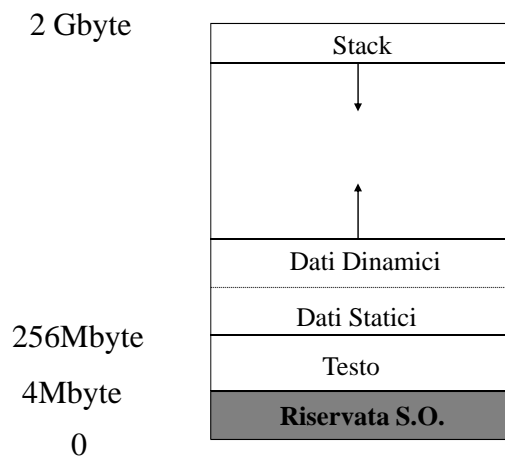 2 Gbyte
Stack
Dati Dinamici
Dati Statici
256Mbyte
Testo
4Mbyte
Riservata S.O.
0